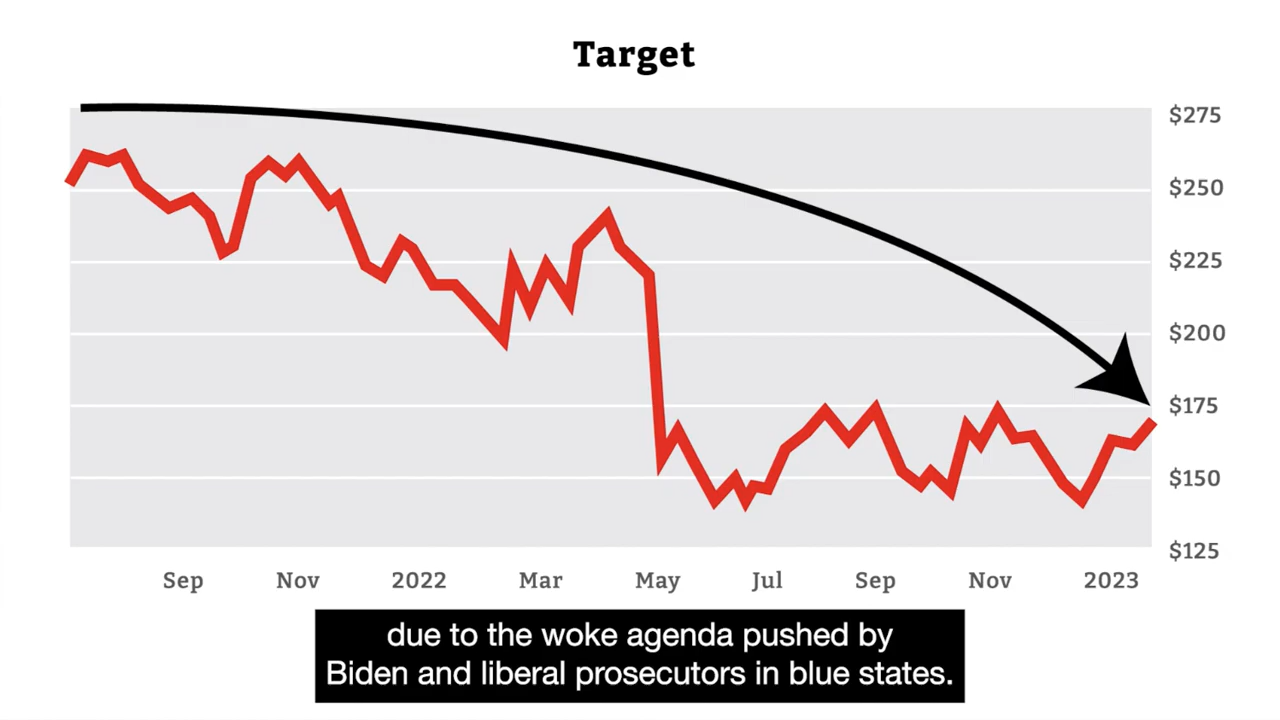 Target
$275
$250
$225
$200
$175
$150
$125
Sep Nov 2022 Mar May Jul Sep Nov 2023
due to the woke agenda pushed by
Biden and liberal prosecutors in blue states.